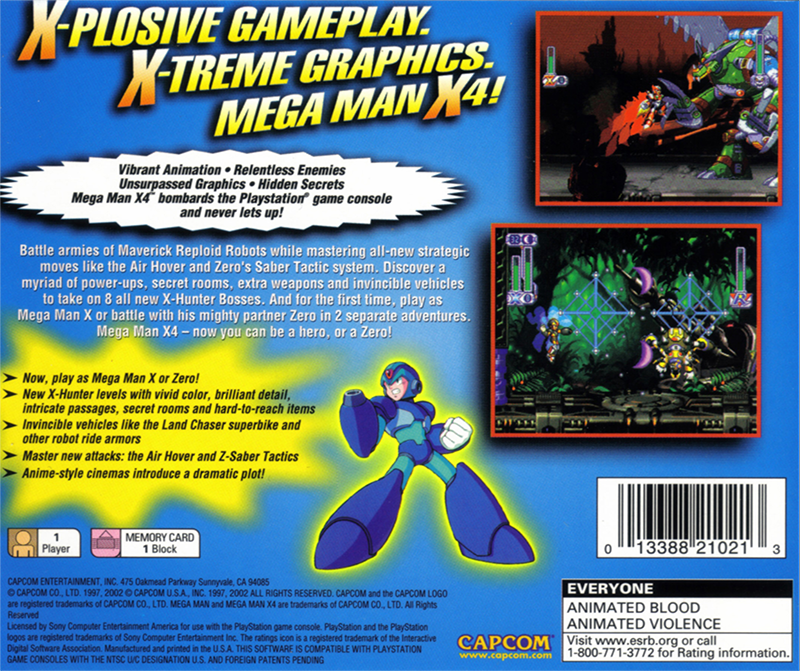 X-PLOSIVE GAMEPLAY.
X-TREME GRAPHICS.
MEGA MAN X4!
Vibrant Animation • Relentless Enemies
Unsurpassed Graphics • Hidden Secrets
Mega Man X4™ bombards the Playstation® game console
and never lets up!
Battle armies of Maverick Reploid Robots while mastering all-new strategic
moves like the Air Hover and Zero's Saber Tactic system. Discover a
myriad of power-ups, secret rooms, extra weapons and invincible vehicles
to take on 8 all new X-Hunter Bosses. And for the first time, play as
Mega Man X or battle with his mighty partner Zero in 2 separate adventures.
Mega Man X4 – now you can be a hero, or a Zero!
➤ Now, play as Mega Man X or Zero!
➤ New X-Hunter levels with vivid color, brilliant detail,
intricate passages, secret rooms and hard-to-reach items
➤ Invincible vehicles like the Land Chaser superbike and
other robot ride armors
➤ Master new attacks: the Air Hover and Z-Saber Tactics
➤ Anime-style cinemas introduce a dramatic plot!
1
Player
MEMORY CARD
1 Block
0 13388 21021 3
CAPCOM ENTERTAINMENT, INC. 475 Oakmead Parkway Sunnyvale, CA 94085
© CAPCOM CO., LTD. 1997, 2002 © CAPCOM U.S.A., INC. 1997, 2002 ALL RIGHTS RESERVED. CAPCOM and the CAPCOM LOGO
are registered trademarks of CAPCOM CO., LTD. MEGA MAN and MEGA MAN X4 are trademarks of CAPCOM CO., LTD. All Rights
Reserved
Licensed by Sony Computer Entertainment America for use with the PlayStation game console. PlayStation and the PlayStation
logos are registered trademarks of Sony Computer Entertainment Inc. The ratings icon is a registered trademark of the Interactive
Digital Software Association. Manufactured and printed in the U.S.A. THIS SOFTWARF IS COMPATIBLE WITH PLAYSTATION
GAME CONSOLES WITH THE NTSC U/C DESIGNATION U.S. AND FOREIGN PATENTS PENDING
CAPCOM®
www.capcom.com
EVERYONE
ANIMATED BLOOD
ANIMATED VIOLENCE
Visit www.esrb.org or call
1-800-771-3772 for Rating information.